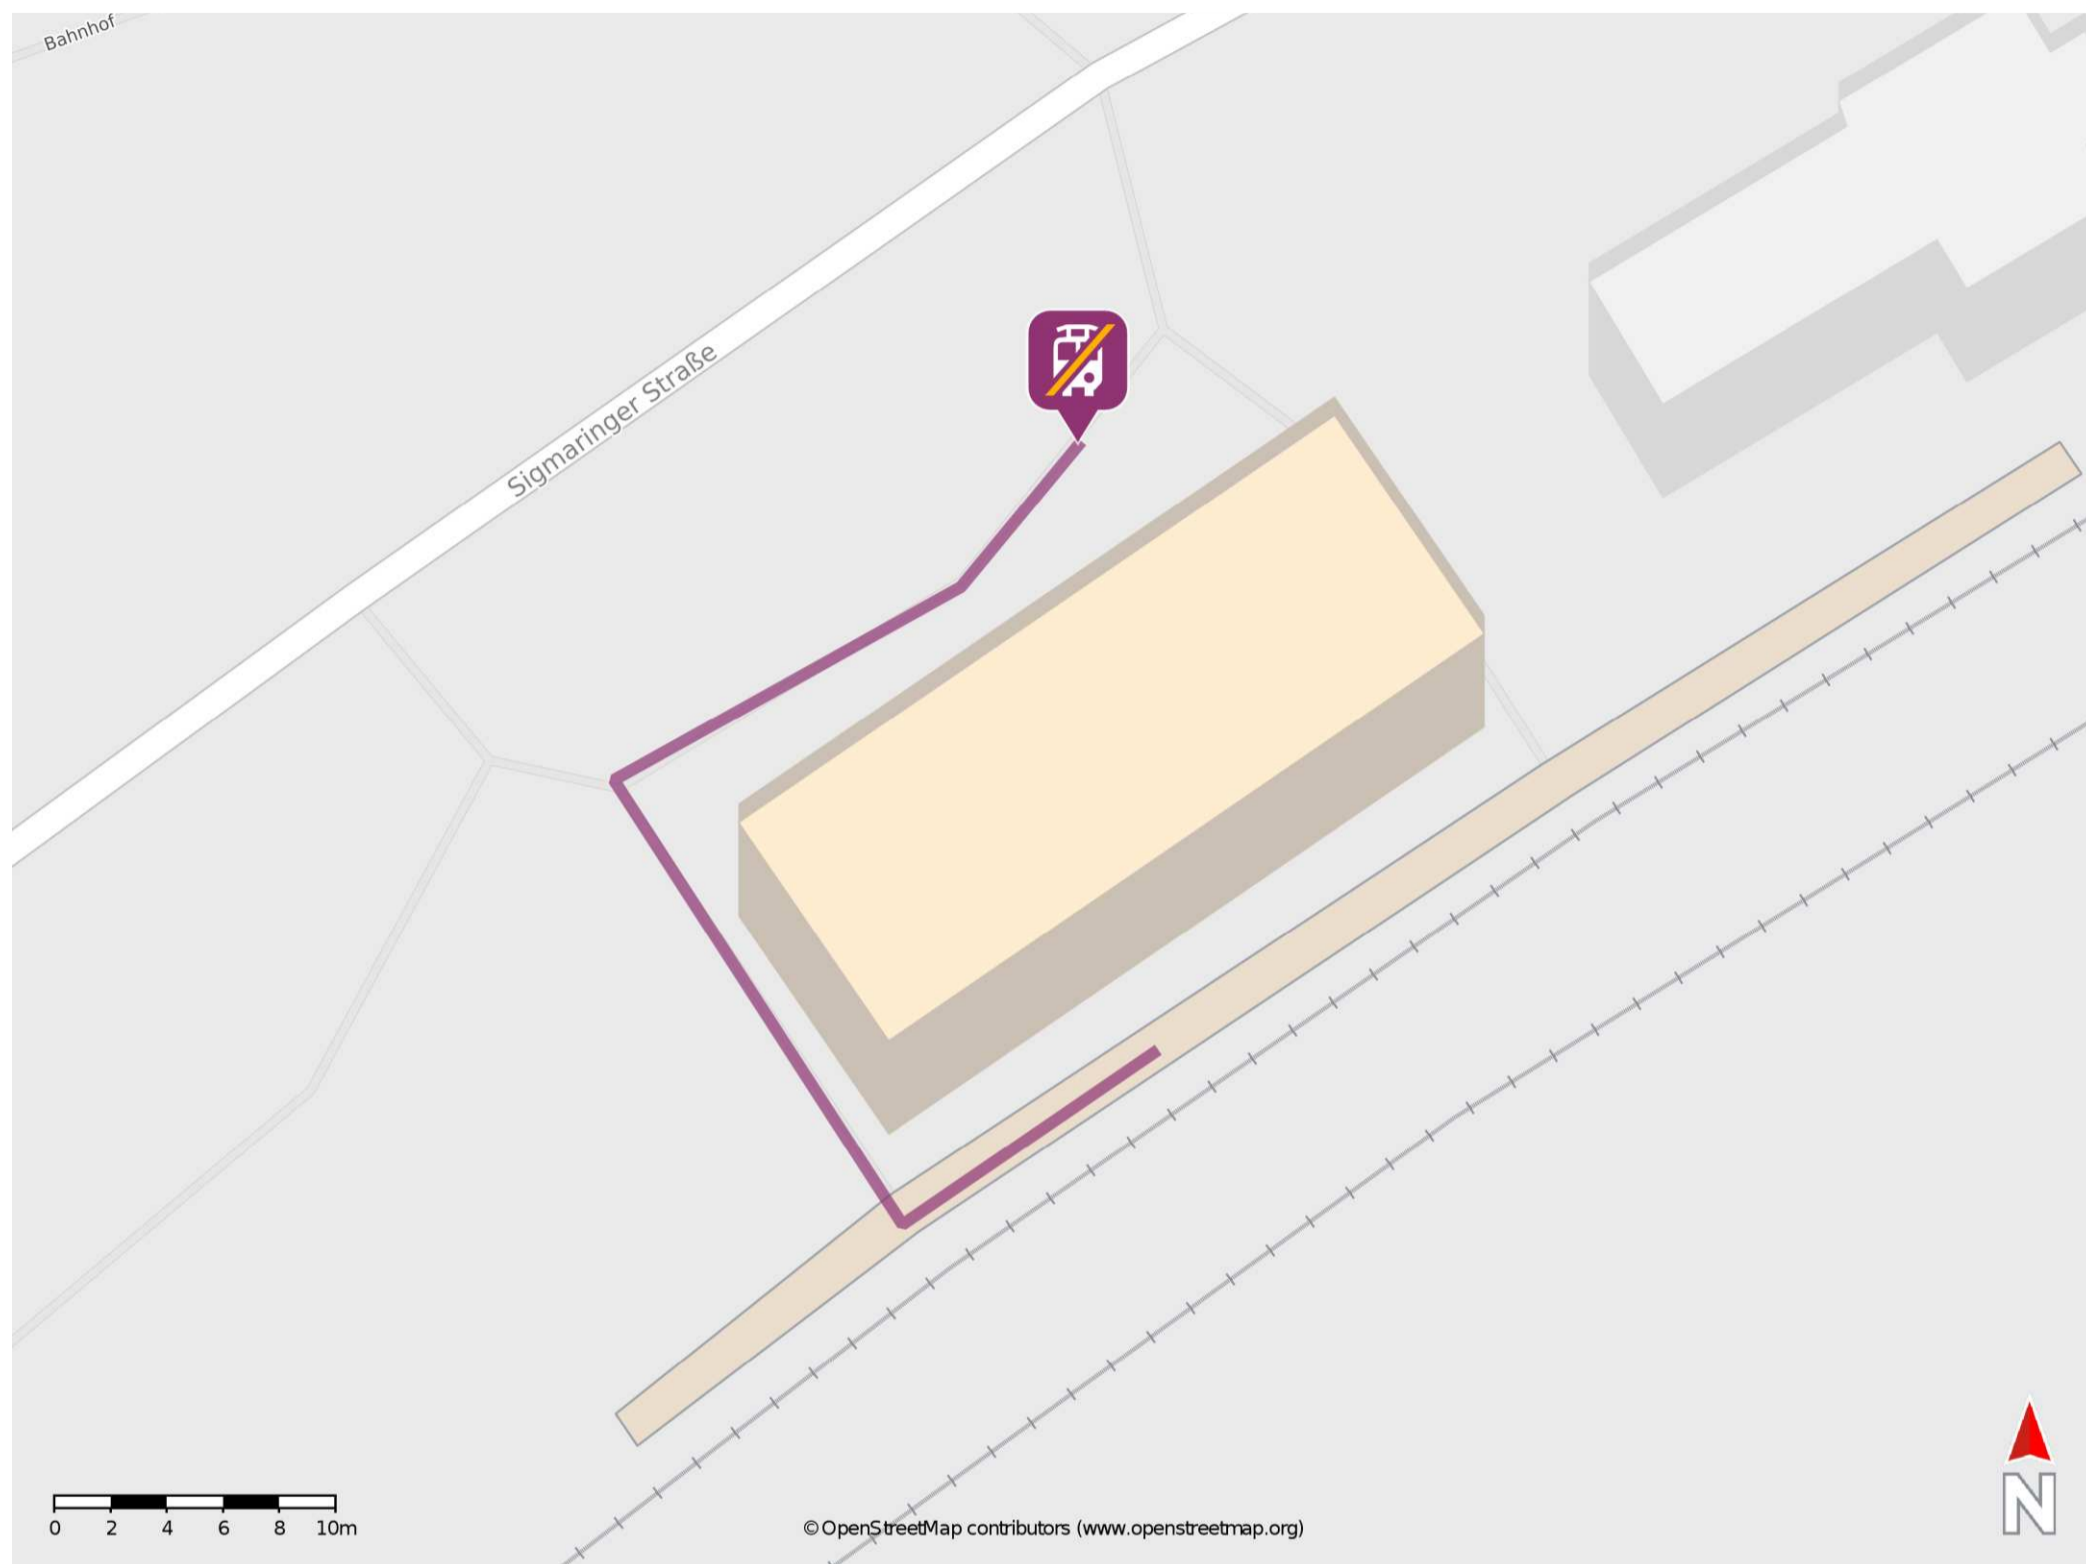 Bahnhof
Sigmaringer Straße
0 2 4 6 8 10m
© OpenStreetMap contributors (www.openstreetmap.org)
N